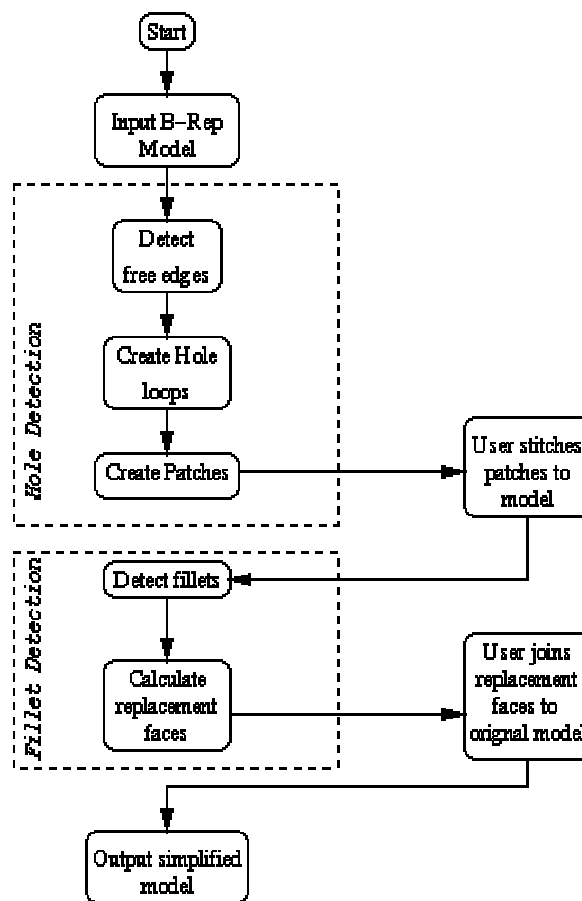 Start
Input B-Rep
Model
Detect
free edges
Create Hole
loops
Create Patches
Hole Detection
User stitches
patches to
model
Detect fillets
Calculate
replacement
faces
Fillet Detection
User joins
replacement
faces to
orignal model
Output simplified
model